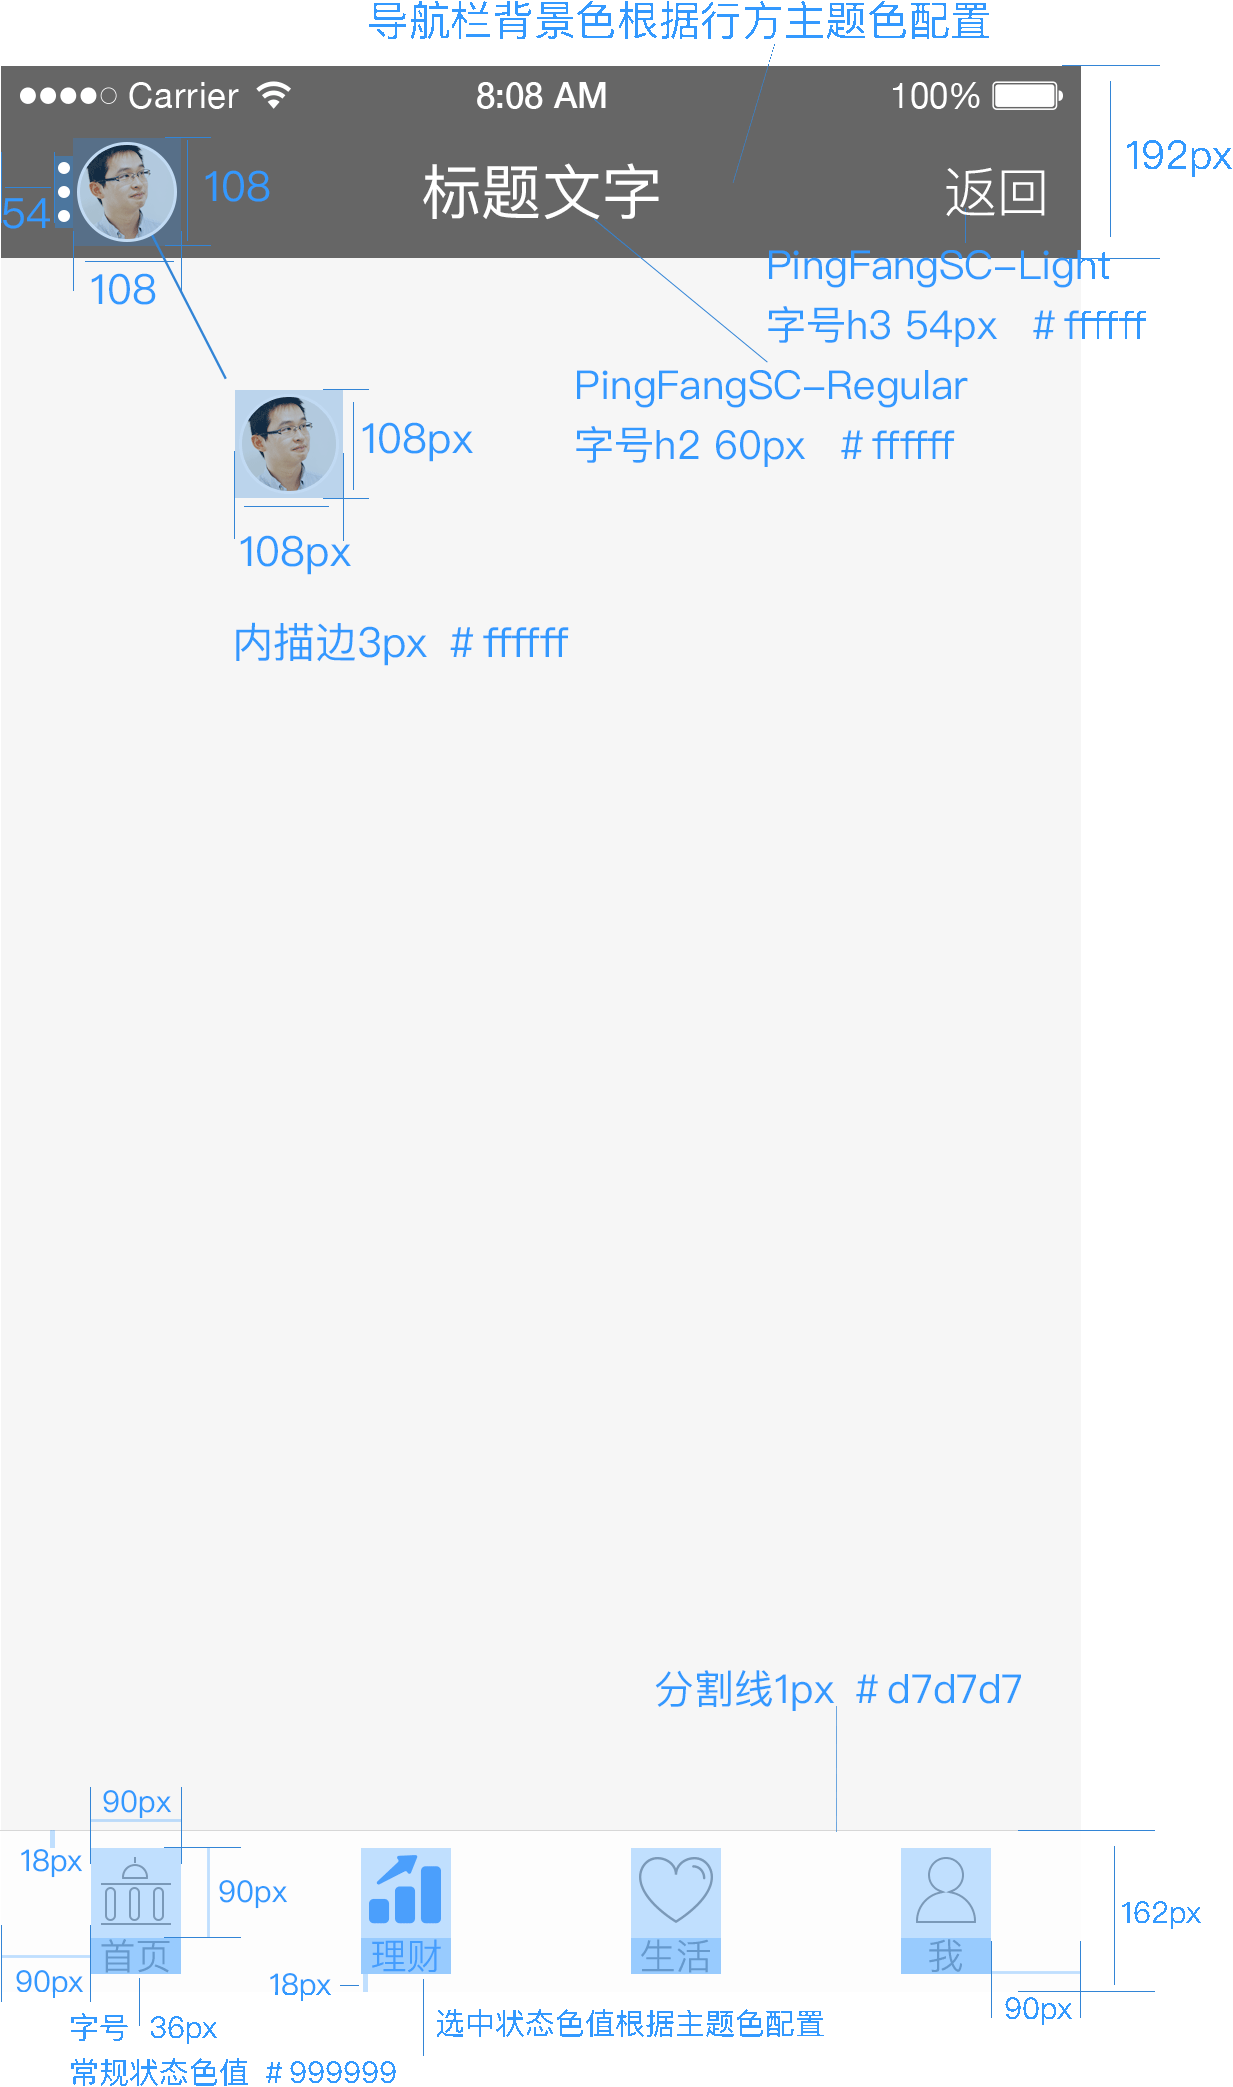 导航栏背景色根据行方主题色配置
Carrier 8:08 AM 100%
192px
54 108 标题文字 返回
108
PingFangSC-Light
字号h3 54px #ffffff
PingFangSC-Regular
字号h2 60px #ffffff
108px
108px
内描边3px #ffffff
分割线1px #d7d7d7
90px
18px
90px
162px
首页 理财 生活 我
90px
18px
90px
字号 36px
选中状态色值根据主题色配置
常规状态色值 #999999